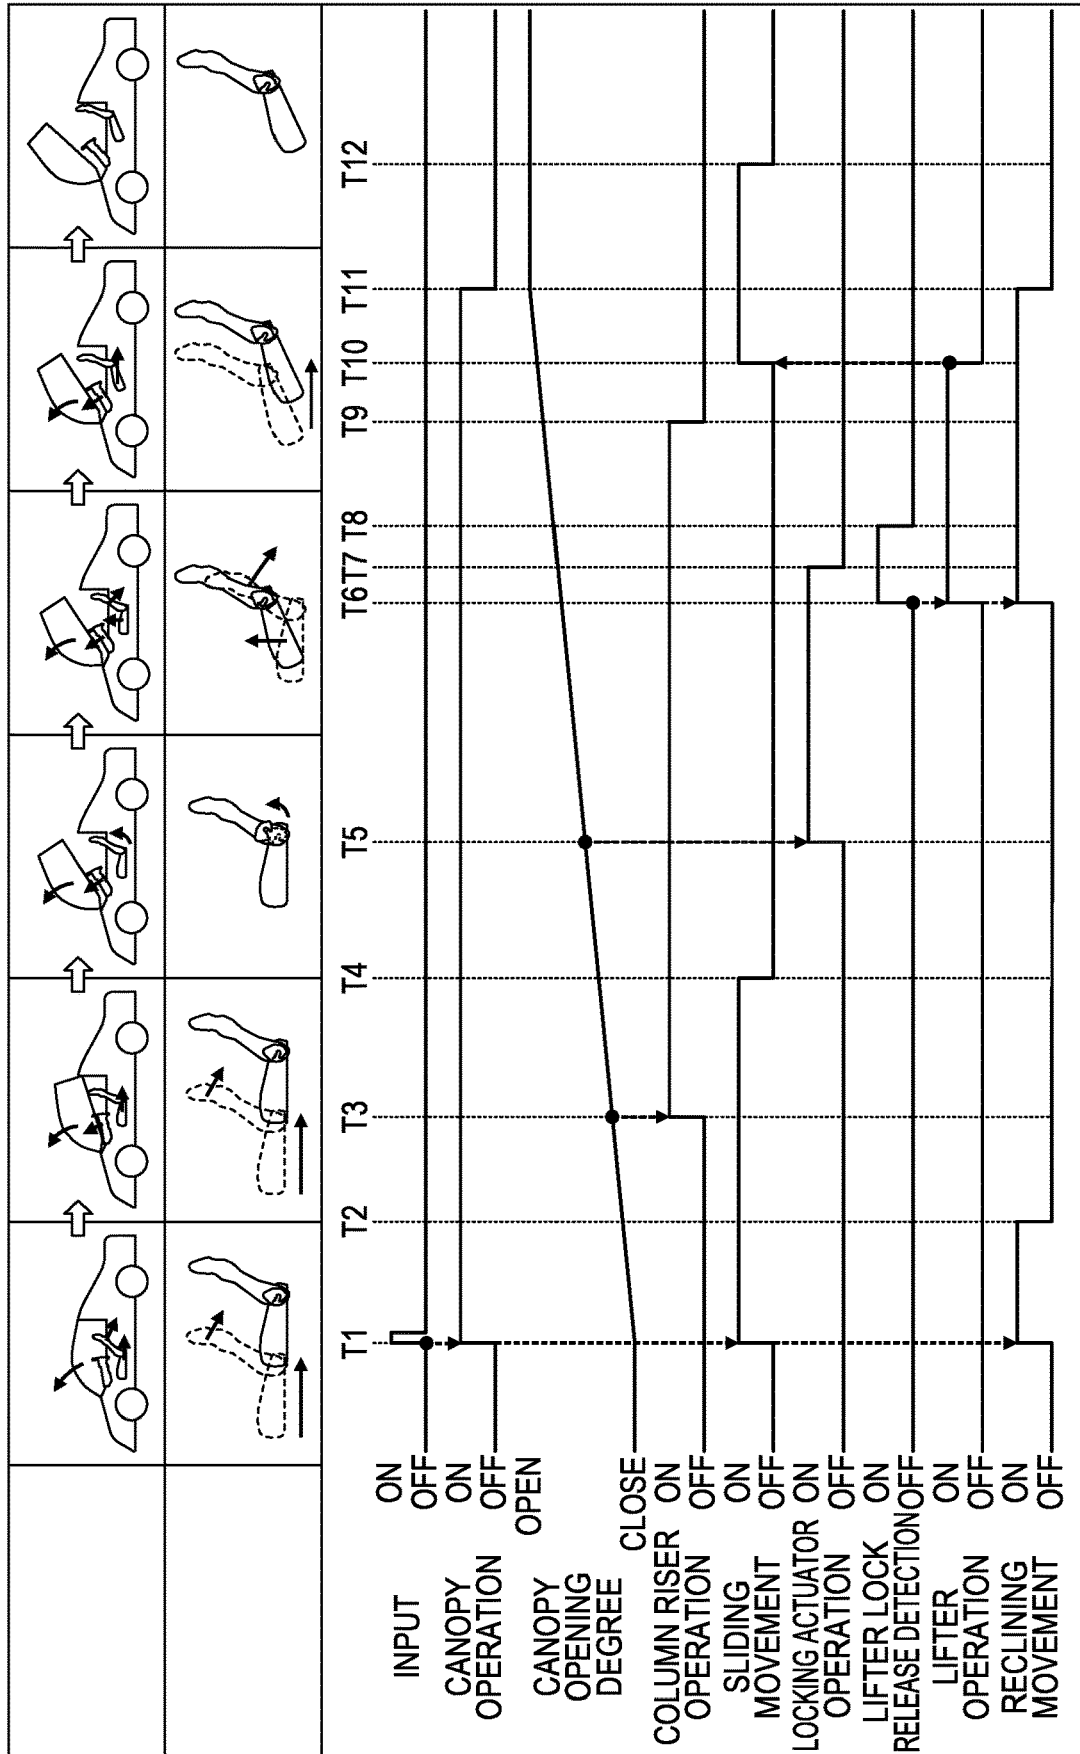 T1
T2
T3
T4
T5
T6
T7
T8
T9
T10
T11
T12
INPUT
ON
OFF
CANOPY
OPERATION
ON
OFF
CANOPY
OPENING
DEGREE
OPEN
CLOSE
COLUMN RISER
OPERATION
ON
OFF
SLIDING
MOVEMENT
ON
OFF
LOCKING ACTUATOR
OPERATION
ON
OFF
LIFTER LOCK
RELEASE DETECTION
ON
OFF
LIFTER
OPERATION
ON
OFF
RECLINING
MOVEMENT
ON
OFF